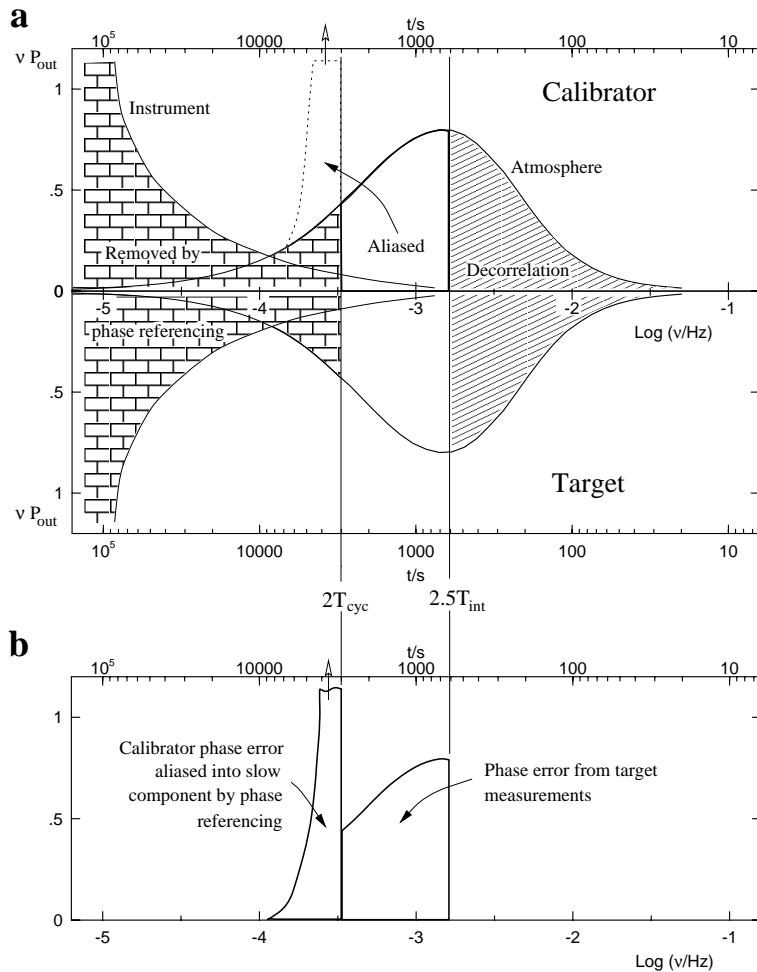 a
t/s
10⁵ 10000 1000 100 10
ν P_out
1
.5
0
Instrument
Calibrator
Atmosphere
Aliased
Removed by
Decorrelation
-5 -4 -3 -2 -1
phase referencing
Log (ν/Hz)
.5
1
ν P_out
Target
10⁵ 10000 1000 100 10
t/s
2T_cyc 2.5T_int
b
t/s
10⁵ 10000 1000 100 10
1
0.5
0
Calibrator phase error
aliased into slow
component by phase
referencing
Phase error from target
measurements
-5 -4 -3 -2 -1
Log (ν/Hz)